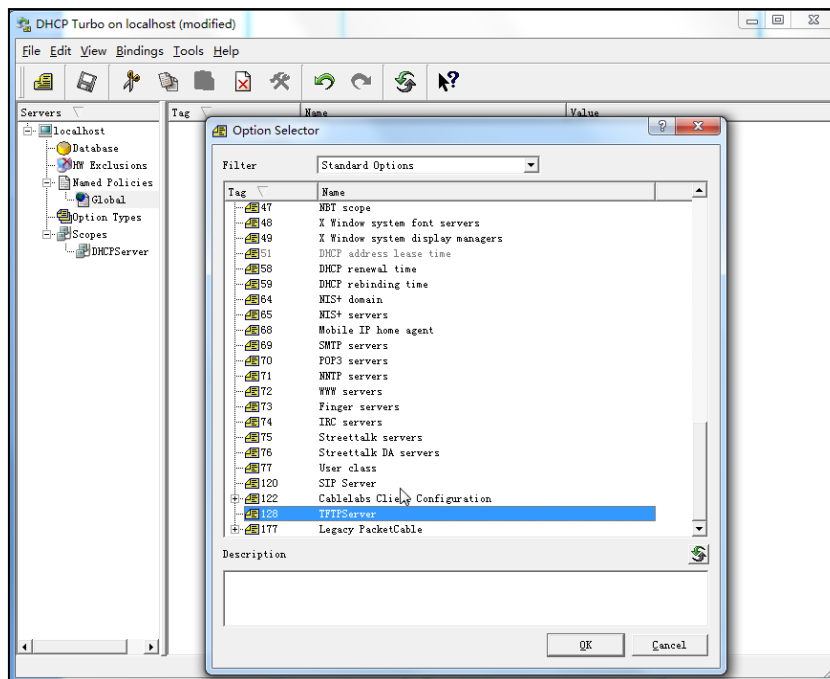 DHCP Turbo on localhost (modified)
File Edit View Bindings Tools Help
Servers Tag Name Value
localhost
Database
HW Exclusions
Named Policies
Global
Option Types
Scopes
DHCPServer
Option Selector
Filter Standard Options
Tag Name
47 NBT scope
48 X Window system font servers
49 X Window system display managers
51 DHCP address lease time
58 DHCP renewal time
59 DHCP rebinding time
64 NIS+ domain
65 NIS+ servers
68 Mobile IP home agent
69 SMTP servers
70 POP3 servers
71 NNTP servers
72 WWW servers
73 Finger servers
74 IRC servers
75 Streettalk servers
76 Streettalk DA servers
77 User class
120 SIP Server
122 Cablelabs Client Configuration
128 TFTPServer
177 Legacy PacketCable
Description
OK Cancel